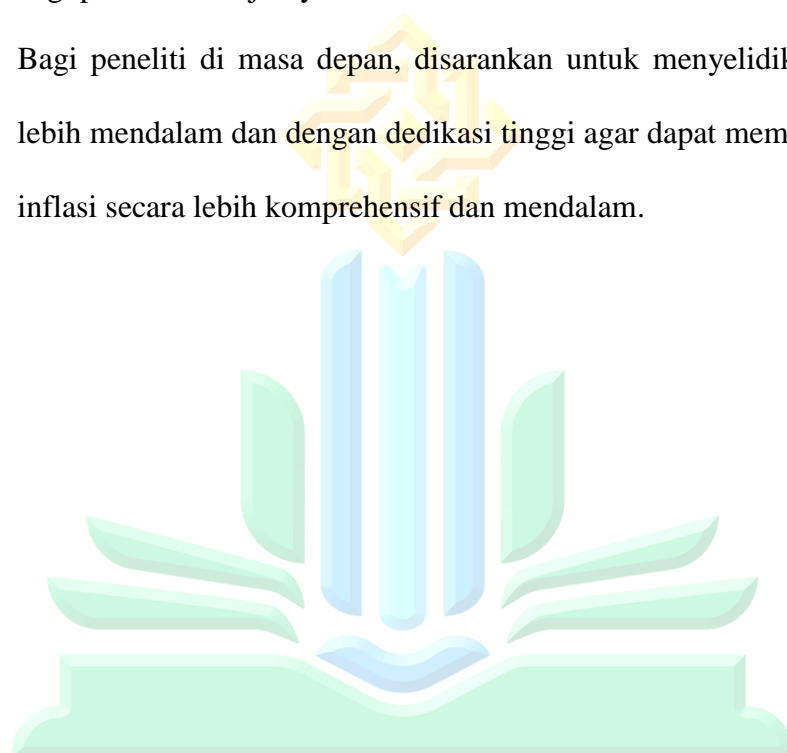 Bagi peneliti di masa depan, disarankan untuk
lebih mendalam dan dengan dedikasi tinggi agar dapat
inflasi secara lebih komprehensif dan mendalam.